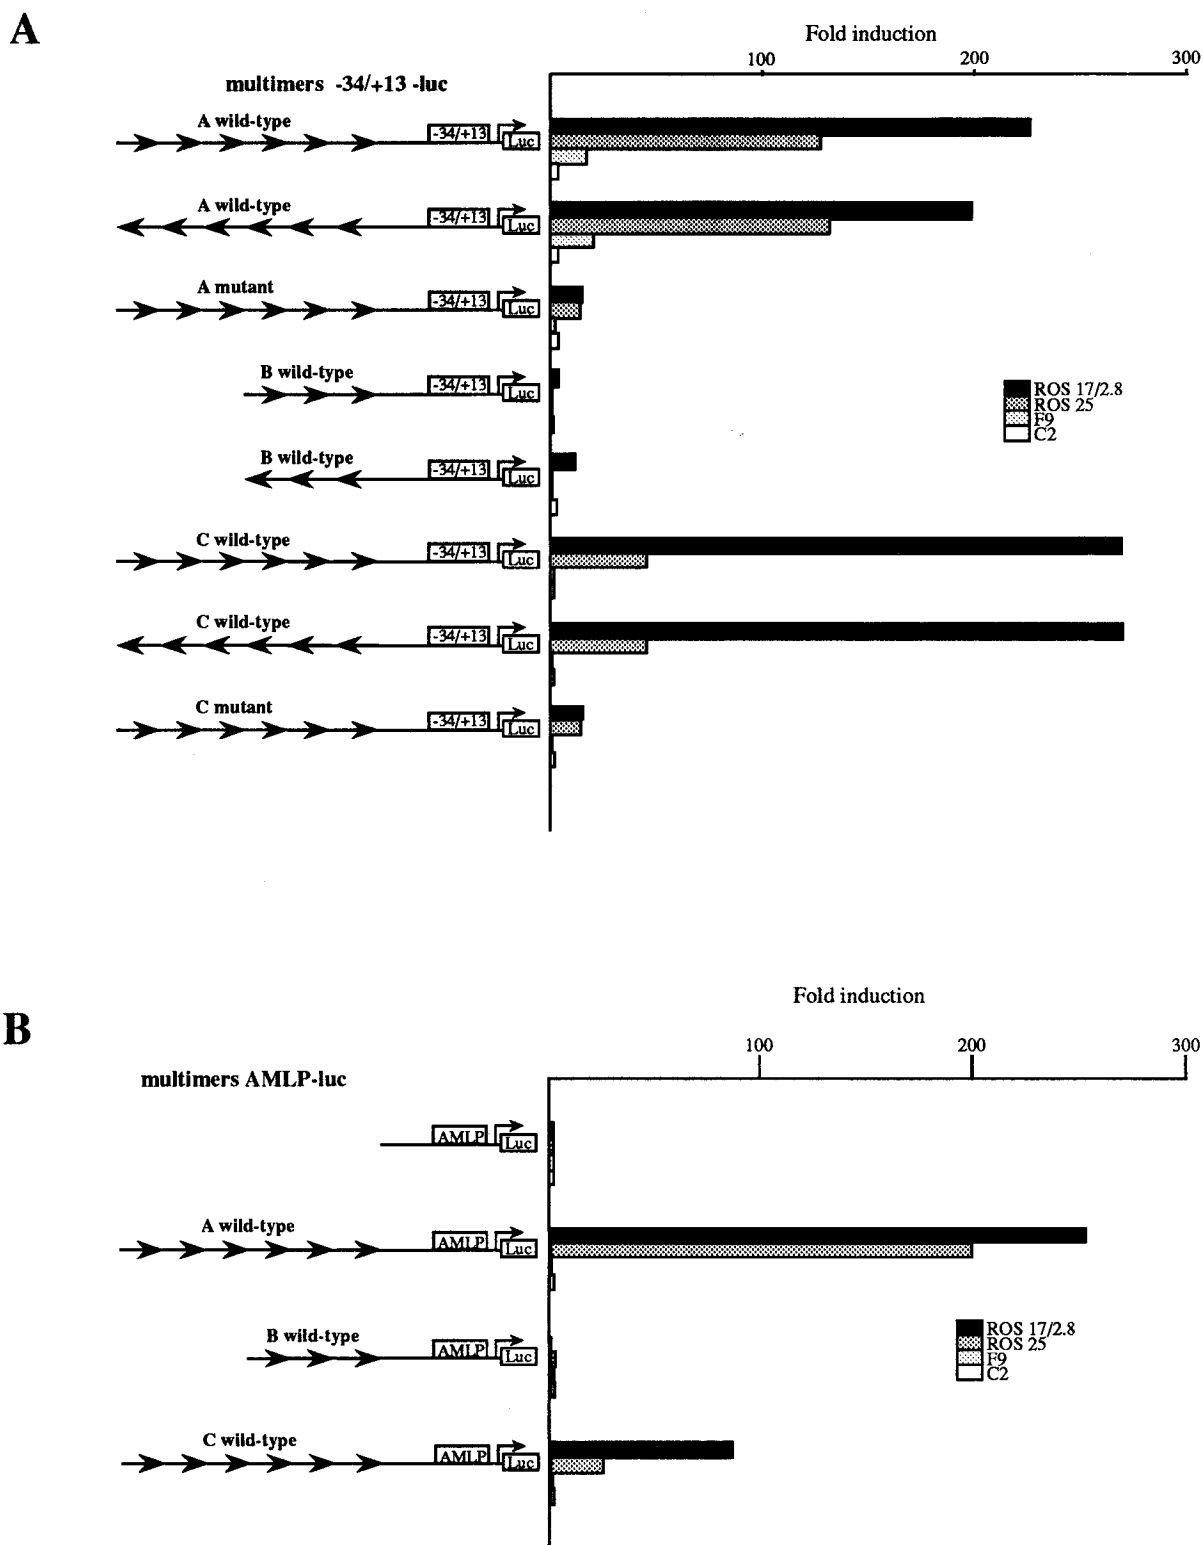 A
Fold induction
100 200 300
multimers -34/+13 -luc
A wild-type
-34/+13 Luc
A wild-type
-34/+13 Luc
A mutant
-34/+13 Luc
B wild-type
-34/+13 Luc
B wild-type
-34/+13 Luc
C wild-type
-34/+13 Luc
C wild-type
-34/+13 Luc
C mutant
-34/+13 Luc
ROS 17/2.8
ROS 25
F9
C2
B
Fold induction
100 200 300
multimers AMLP-luc
AMLP Luc
A wild-type
AMLP Luc
B wild-type
AMLP Luc
C wild-type
AMLP Luc
ROS 17/2.8
ROS 25
F9
C2